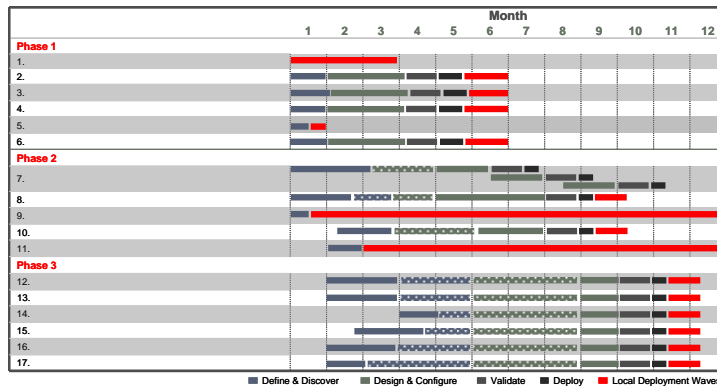 Month
1 2 3 4 5 6 7 8 9 10 11 12
Phase 1
1.
2.
3.
4.
5.
6.
Phase 2
7.
8.
9.
10.
11.
Phase 3
12.
13.
14.
15.
16.
17.
Define & Discover Design & Configure Validate Deploy Local Deployment Wave